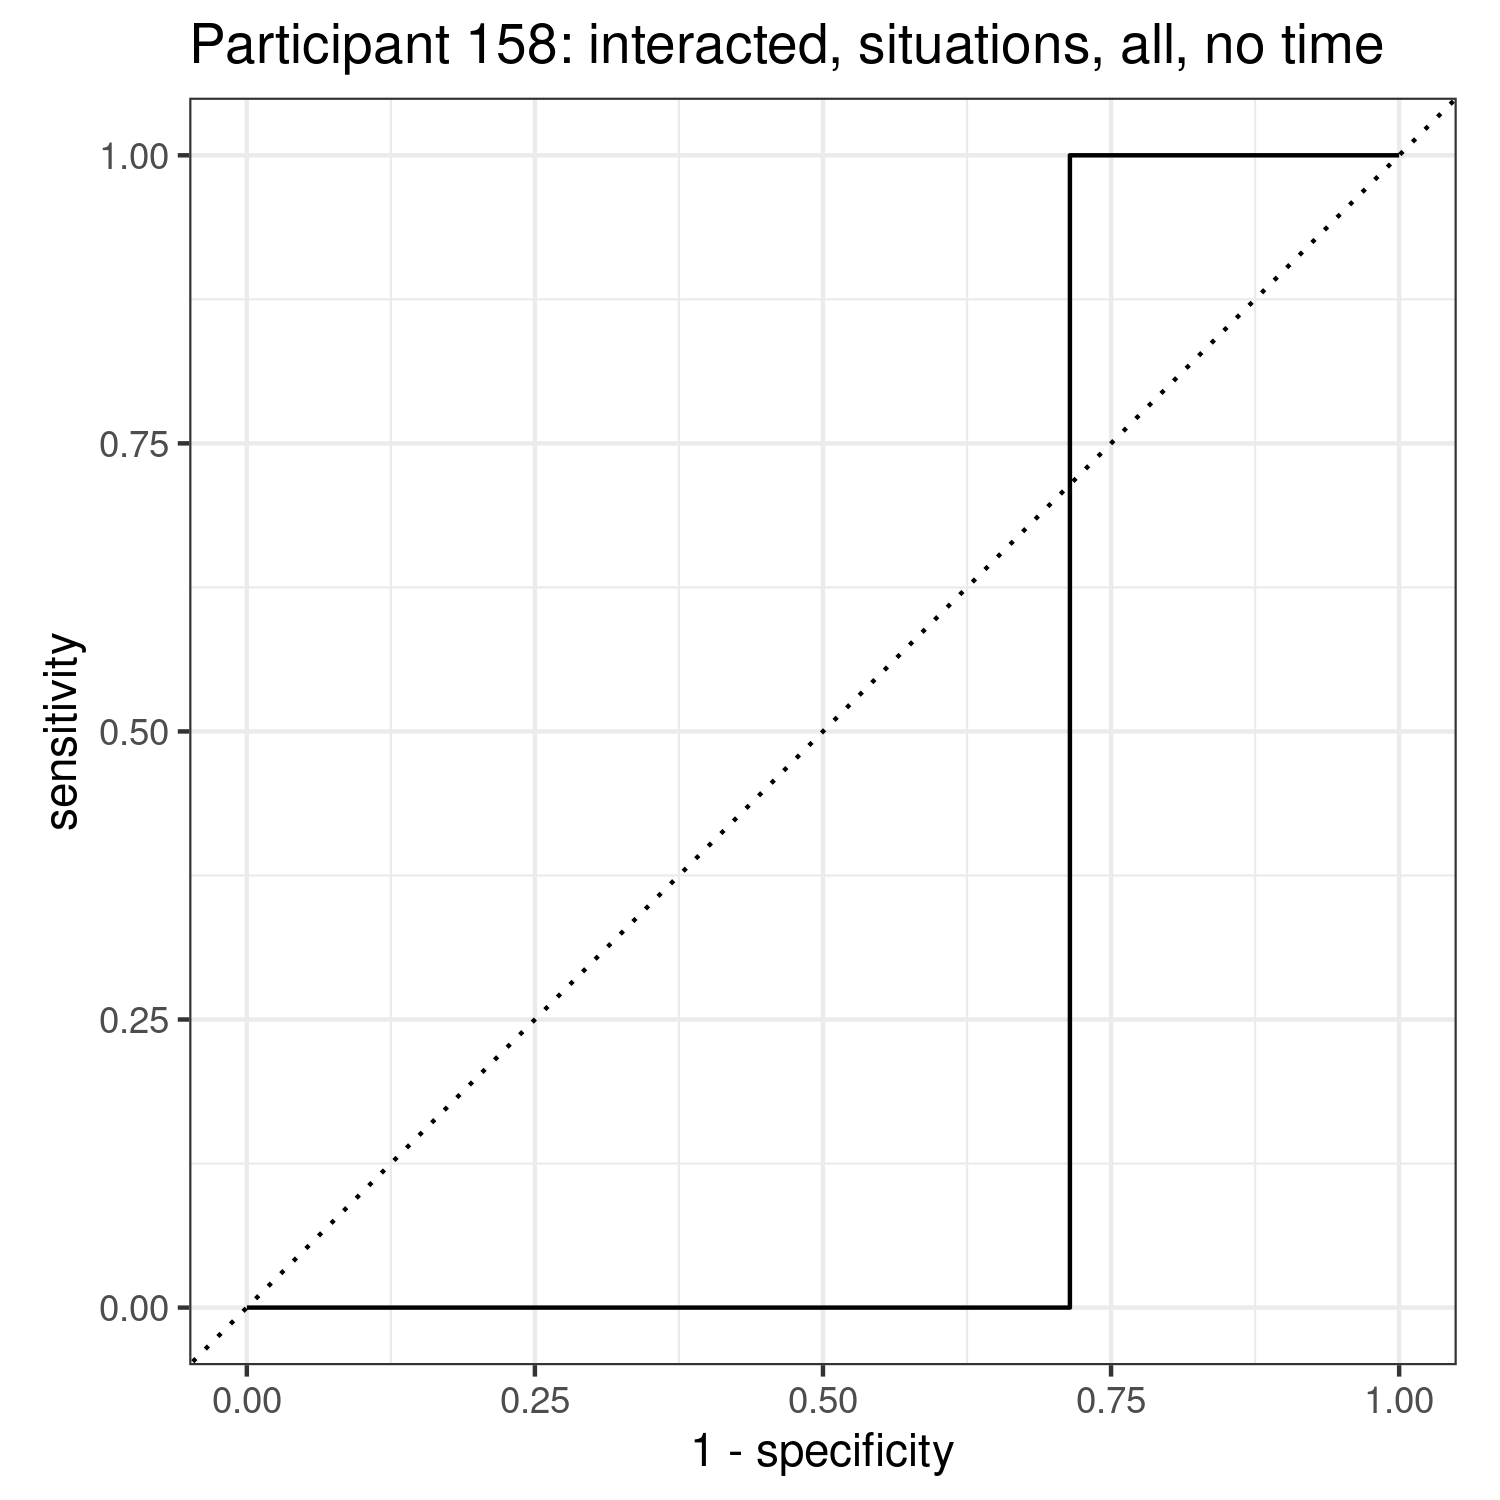 Participant 158: interacted, situations, all, no time
1.00
0.75
0.50
0.25
0.00
sensitivity
0.00 0.25 0.50 0.75 1.00
1 - specificity